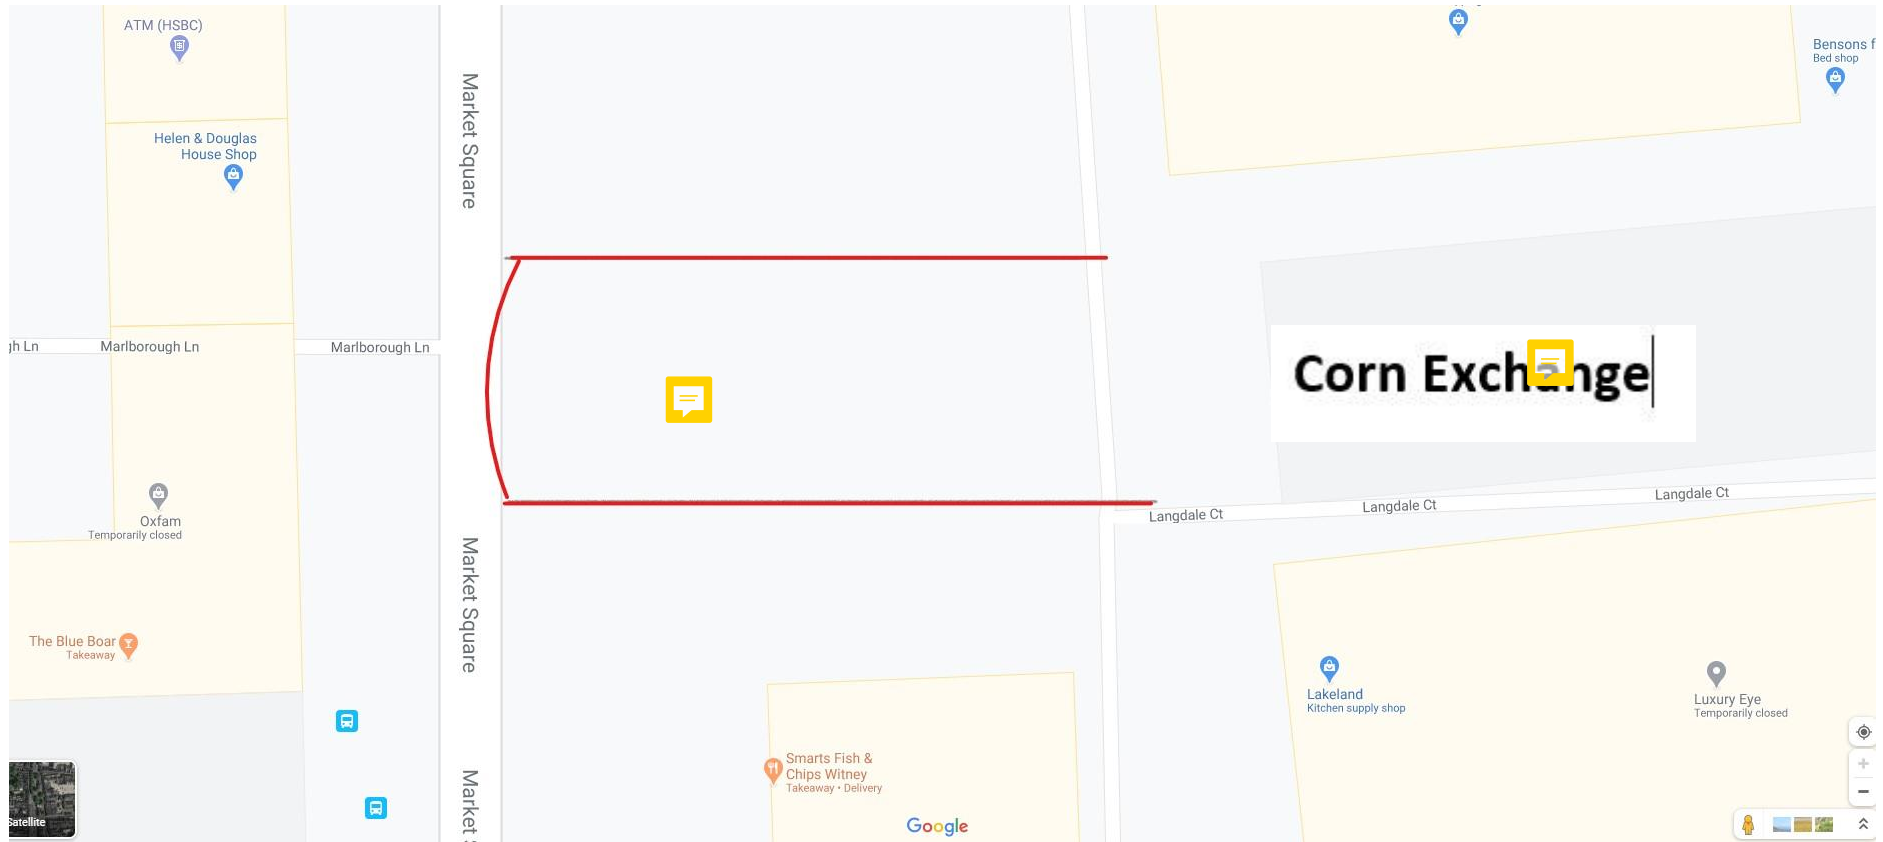 ATM (HSBC)
Bensons f
Bed shop
Market Square
Helen & Douglas
House Shop
gh Ln
Marlborough Ln
Marlborough Ln
Corn Exchange
Langdale Ct
Langdale Ct
Langdale Ct
Oxfam
Temporarily closed
Market Square
The Blue Boar
Takeaway
Lakeland
Kitchen supply shop
Luxury Eye
Temporarily closed
Smarts Fish &
Chips Witney
Takeaway • Delivery
Market S
Satellite
Google